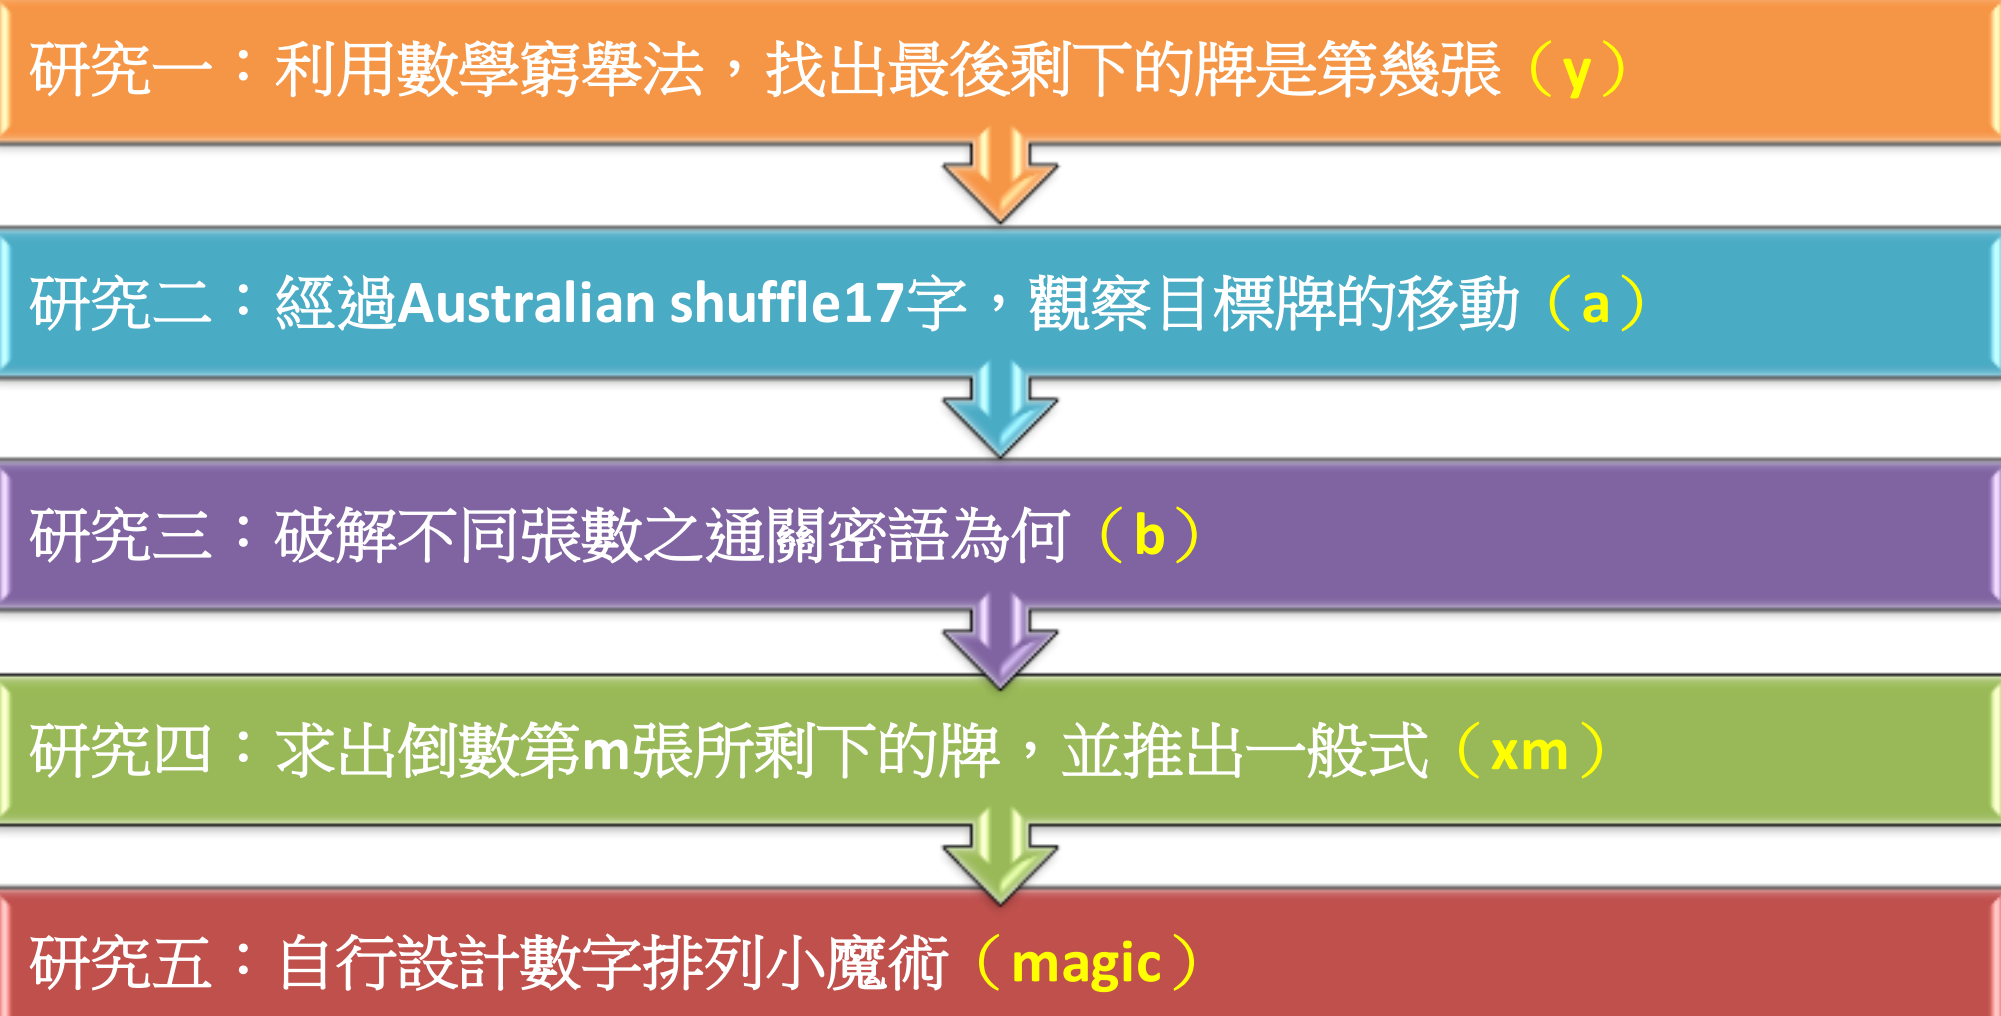 研究一：利用數學窮舉法，找出最後剩下的牌是第幾張（y）
研究二：經過Australian shuffle17字，觀察目標牌的移動（a）
研究三：破解不同張數之通關密語為何（b）
研究四：求出倒數第m張所剩下的牌，並推出一般式（xm）
研究五：自行設計數字排列小魔術（magic）